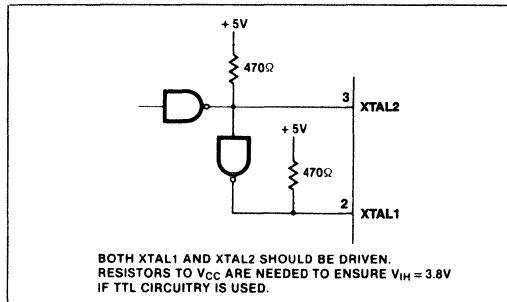 + 5V
470Ω
3
XTAL2
+ 5V
470Ω
2
XTAL1
BOTH XTAL1 AND XTAL2 SHOULD BE DRIVEN.
RESISTORS TO VCC ARE NEEDED TO ENSURE VIH = 3.8V
IF TTL CIRCUITRY IS USED.